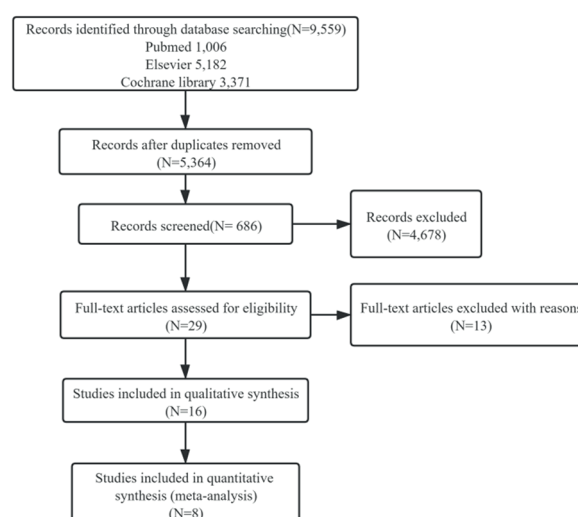 Records identified through database searching(N=9,559)
Pubmed 1,006
Elsevier 5,182
Cochrane library 3,371
Records after duplicates removed
(N=5,364)
Records screened(N= 686)
Records excluded
(N=4,678)
Full-text articles assessed for eligibility
(N=29)
Full-text articles excluded with reasons
(N=13)
Studies included in qualitative synthesis
(N=16)
Studies included in quantitative
synthesis (meta-analysis)
(N=8)